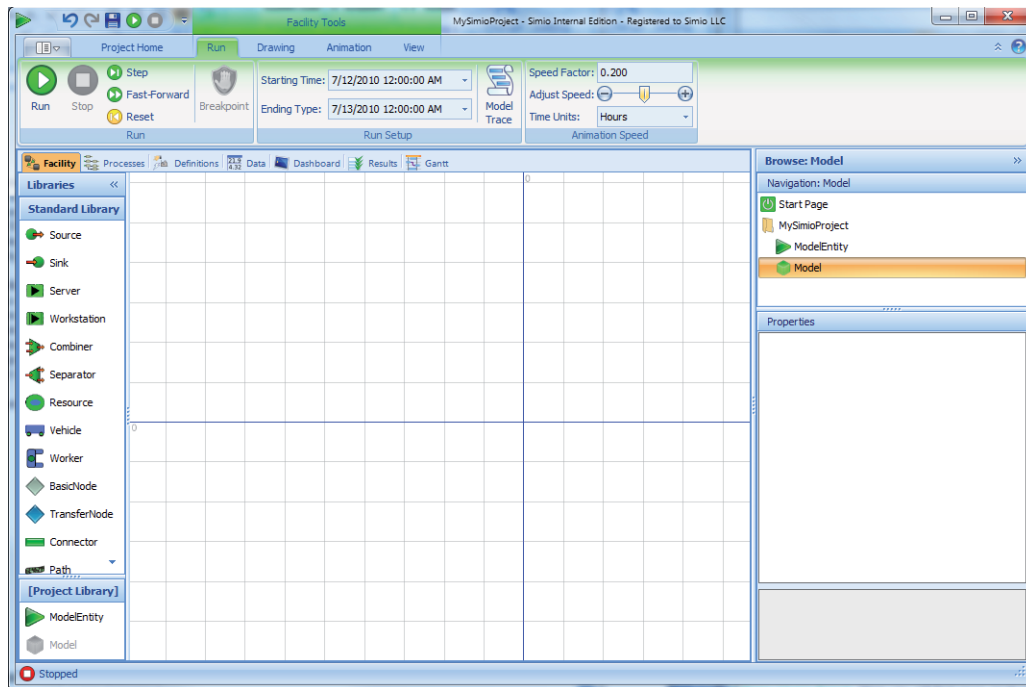 Facility Tools
MySimioProject - Simio Internal Edition - Registered to Simio LLC
Project Home Run Drawing Animation View
Run
Stop
Step
Fast-Forward
Reset
Breakpoint
Run
Starting Time: 7/12/2010 12:00:00 AM
Ending Type: 7/13/2010 12:00:00 AM
Run Setup
Model
Trace
Speed Factor: 0.200
Adjust Speed:
Time Units: Hours
Animation Speed
Facility Processes Definitions Data Dashboard Results Gantt
Libraries
Standard Library
Source
Sink
Server
Workstation
Combiner
Separator
Resource
Vehicle
Worker
BasicNode
TransferNode
Connector
Path
[Project Library]
ModelEntity
Model
0
0
Browse: Model
Navigation: Model
Start Page
MySimioProject
ModelEntity
Model
Properties
Stopped